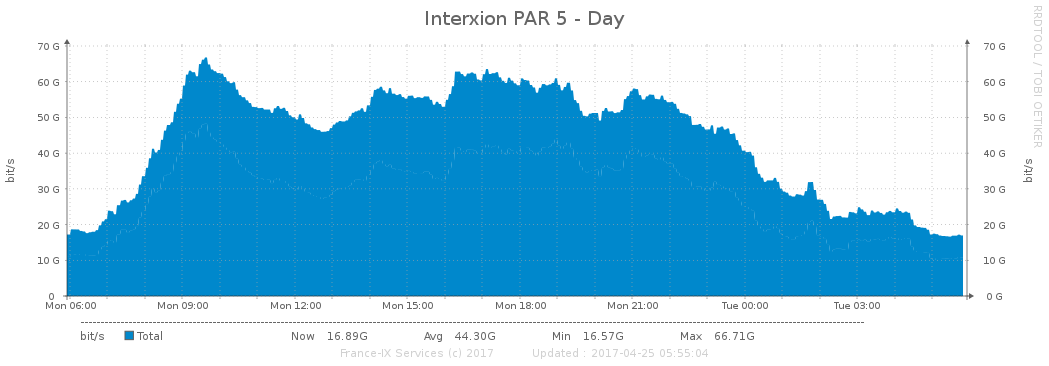 Interxion PAR 5 - Day
RRDTOOL / TOBI OETIKER
bit/s
70 G 70 G
60 G 60 G
50 G 50 G
40 G 40 G
30 G 30 G
20 G 20 G
10 G 10 G
0 0 G
bit/s
Mon 06:00 Mon 09:00 Mon 12:00 Mon 15:00 Mon 18:00 Mon 21:00 Tue 00:00 Tue 03:00
bit/s Total Now 16.89G Avg 44.30G Min 16.57G Max 66.71G
France-IX Services (c) 2017 Updated : 2017-04-25 05:55:04